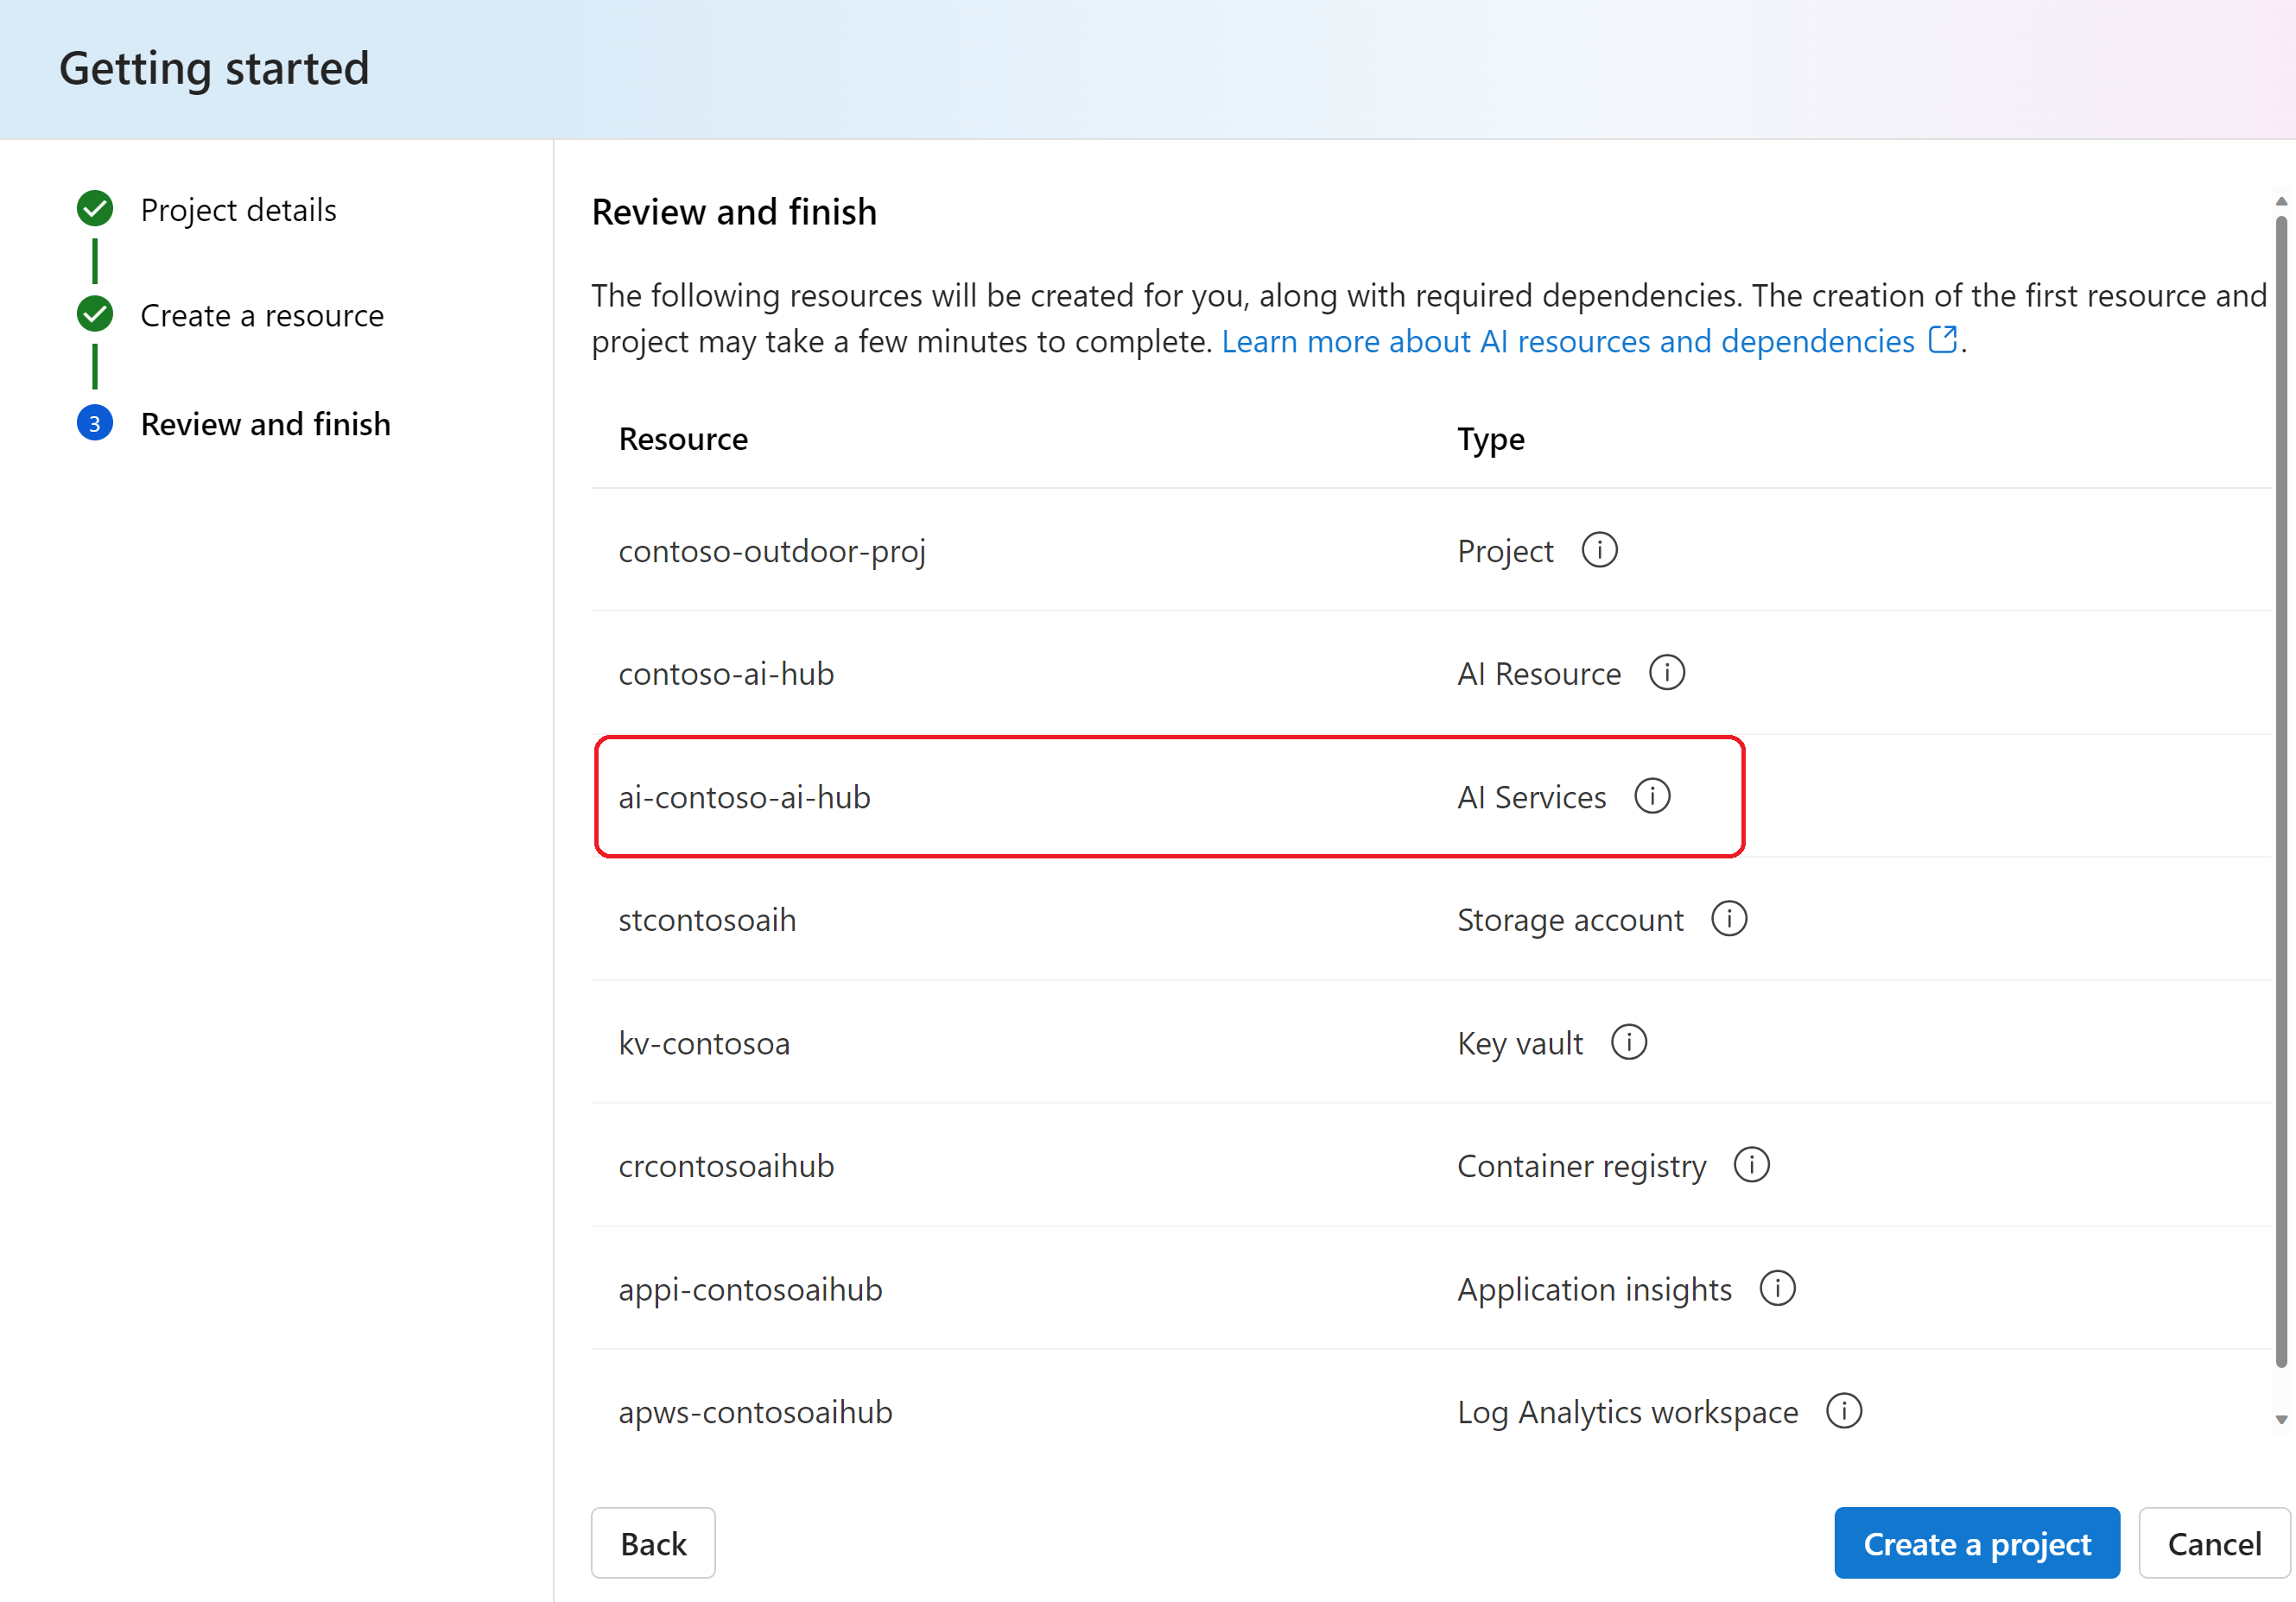 Getting started
Project details
Create a resource
3 Review and finish
Review and finish
The following resources will be created for you, along with required dependencies. The creation of the first resource and
project may take a few minutes to complete. Learn more about AI resources and dependencies .
Resource Type
contoso-outdoor-proj Project
contoso-ai-hub AI Resource
ai-contoso-ai-hub AI Services
stcontosoaih Storage account
kv-contosoa Key vault
crcontosoaihub Container registry
appi-contosoaihub Application insights
apws-contosoaihub Log Analytics workspace
Back Create a project Cancel